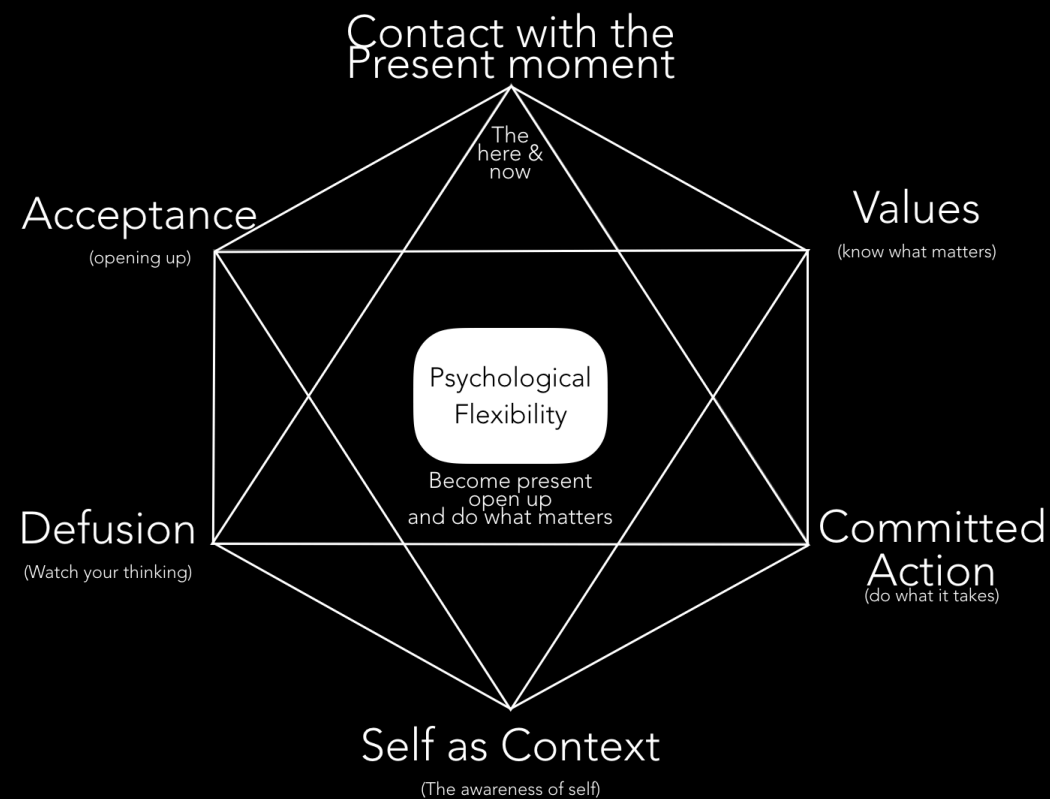 Contact with the
Present moment
The
here &
now
Acceptance
(opening up)
Values
(know what matters)
Psychological
Flexibility
Become present
open up
and do what matters
Defusion
(Watch your thinking)
Committed
Action
(do what it takes)
Self as Context
(The awareness of self)